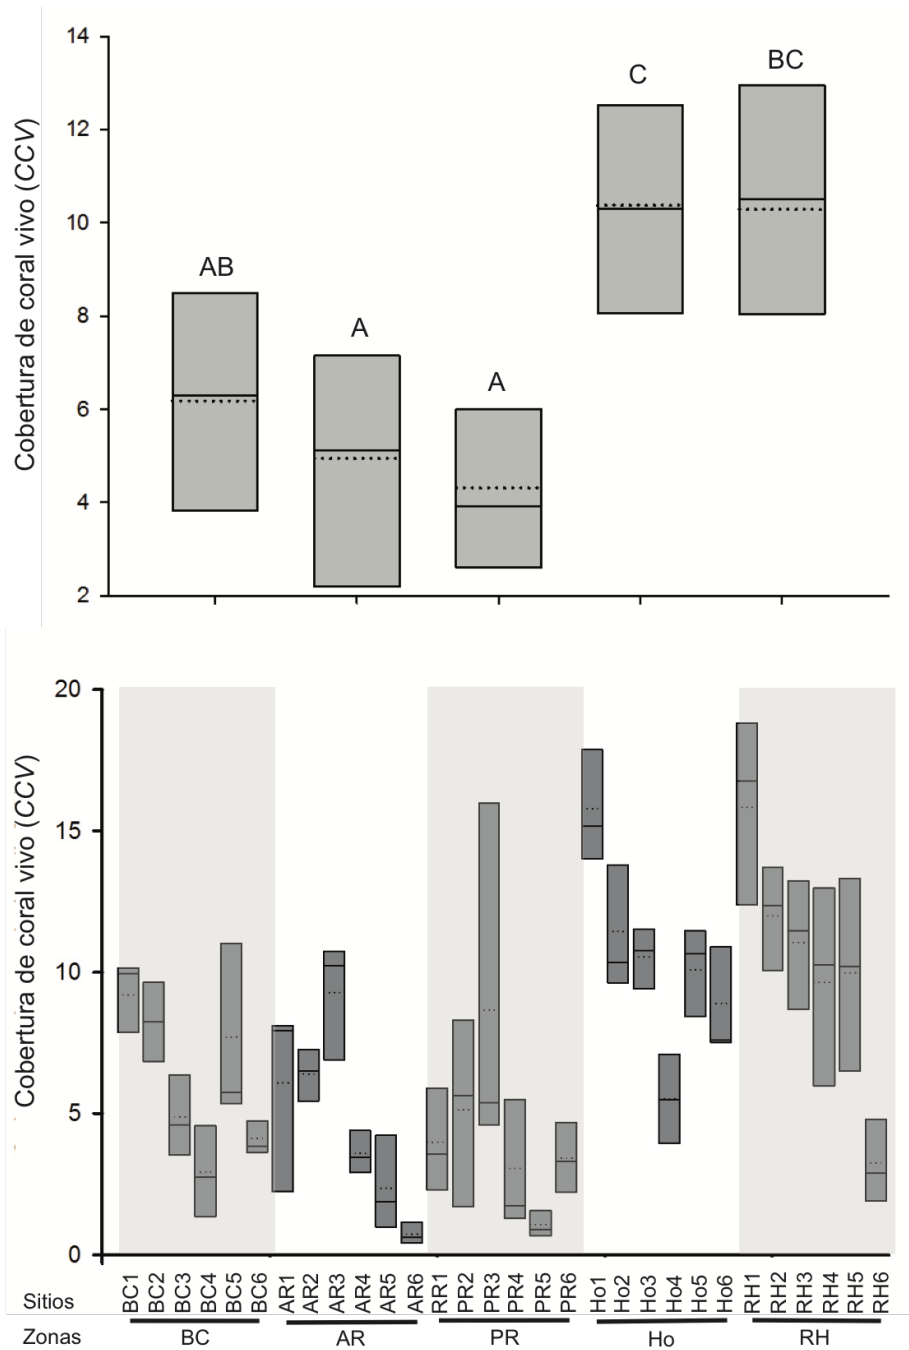 Cobertura de coral vivo (CCV)
14
12
10
8
6
4
2
AB
A
A
C
BC
Cobertura de coral vivo (CCV)
20
15
10
5
0
Sitios
BC1 BC2 BC3 BC4 BC5 BC6 AR1 AR2 AR3 AR4 AR5 AR6 RR1 PR2 PR3 PR4 PR5 PR6 Ho1 Ho2 Ho3 Ho4 Ho5 Ho6 RH1 RH2 RH3 RH4 RH5 RH6
Zonas
BC AR PR Ho RH